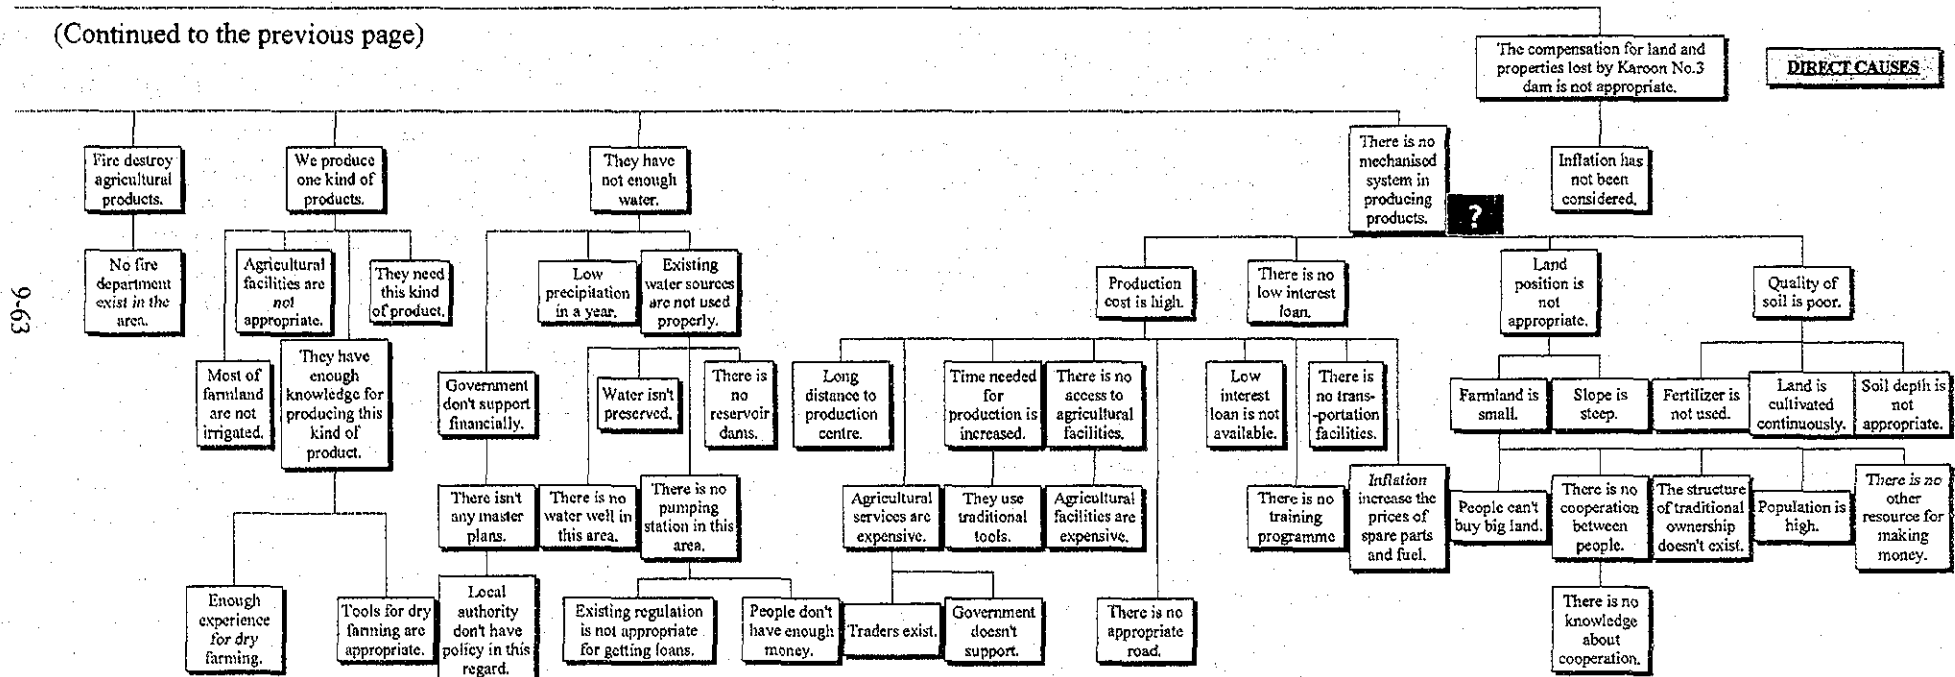 (Continued to the previous page)
The compensation for land and
properties lost by Karoon No.3
dam is not appropriate.
DIRECT CAUSES
Fire destroy
agricultural
products.
We produce
one kind of
products.
They have
not enough
water.
There is no
mechanised
system in
producing
products.
?
Inflation has
not been
considered.
No fire
department
exist in the
area.
Agricultural
facilities are
not
appropriate.
They need
this kind
of product.
Low
precipitation
in a year.
Existing
water sources
are not used
properly.
Production
cost is high.
There is no
low interest
loan.
Land
position is
not
appropriate.
Quality of
soil is poor.
9-63
Most of
farmland
are not
irrigated.
They have
enough
knowledge for
producing this
kind of
product.
Government
don't support
financially.
Water isn't
preserved.
There is
no
reservoir
dams.
Long
distance to
production
centre.
Time needed
for
production is
increased.
There is no
access to
agricultural
facilities.
Low
interest
loan is not
available.
There is
no trans-
-portation
facilities.
Farmland is
small.
Slope is
steep.
Fertilizer is
not used.
Land is
cultivated
continuously.
Soil depth is
not
appropriate.
There isn't
any master
plans.
There is no
water well in
this area.
There is no
pumping
station in this
area.
Agricultural
services are
expensive.
They use
traditional
tools.
Agricultural
facilities are
expensive.
There is no
training
programme
Inflation
increase the
prices of
spare parts
and fuel.
People can't
buy big land.
There is no
cooperation
between
people.
The structure
of traditional
ownership
doesn't exist.
Population is
high.
There is no
other
resource for
making
money.
Enough
experience
for dry
farming.
Tools for dry
farming are
appropriate.
Local
authority
don't have
policy in this
regard.
Existing regulation
is not appropriate
for getting loans.
People don't
have enough
money.
Traders exist.
Government
doesn't
support.
There is no
appropriate
road.
There is no
knowledge
about
cooperation.